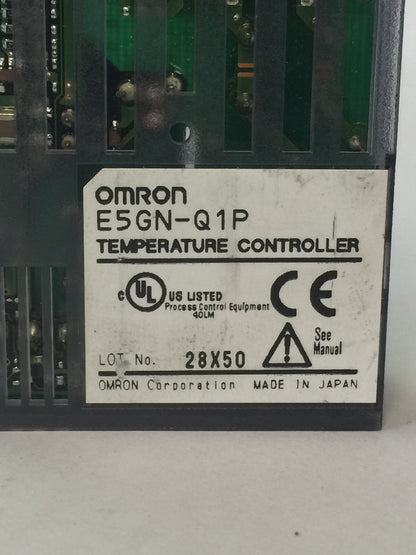 OMRON
E5GN-Q1P
TEMPERATURE CONTROLLER
c UL US LISTED
Process Control Equipment
40LM
CE
See
Manual
LOT No. 28X50
OMRON Corporation MADE IN JAPAN